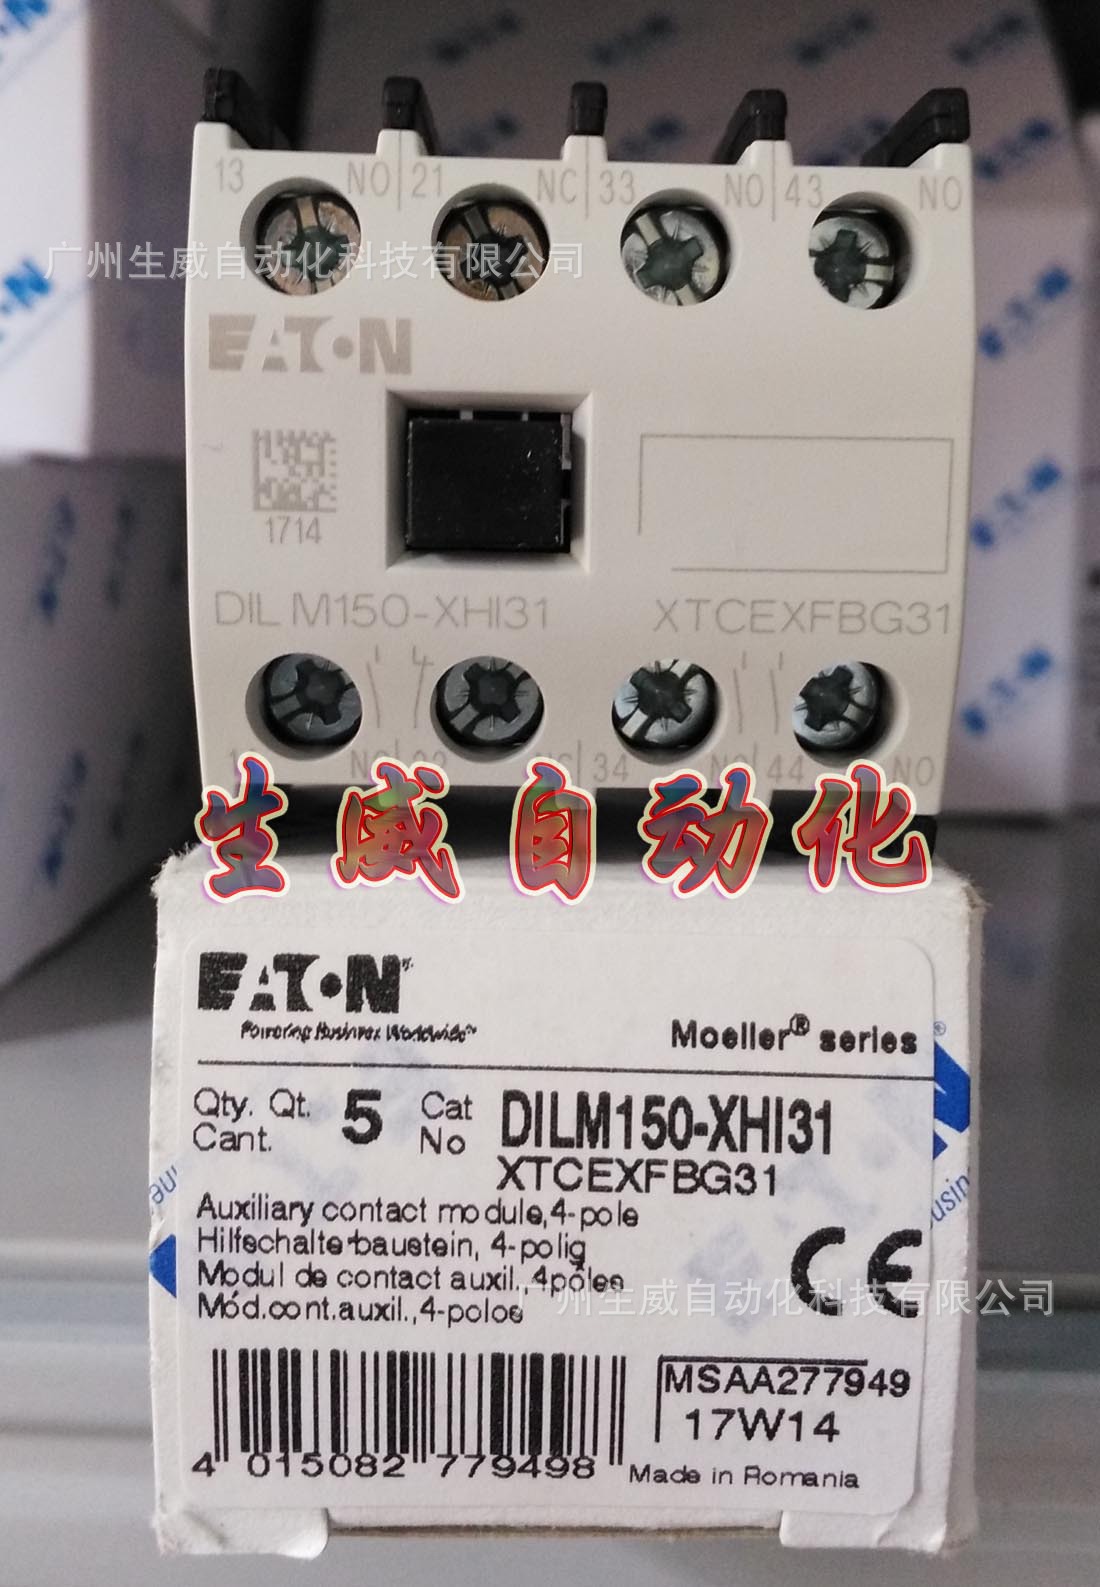 13 NO 21 NC 33 NO 43 NO
广州生威自动化科技有限公司
EATON
1714
DILM150-XHI31 XTCEXFBG31
NC 34 44 NO
生威自动化
EATON
Powering Business Worldwide
Moeller® series
Qty. Qt. 5 Cat DILM150-XHI31
Cant. No XTCEXFBG31
Auxiliary contact module,4-pole
Hilfschalterbaustein, 4-polig
Modul de contact auxil.,4pôles
Mód.cont.auxil.,4-polos
CE
州生威自动化科技有限公司
MSAA277949
17W14
4 015082 779498
Made in Romania